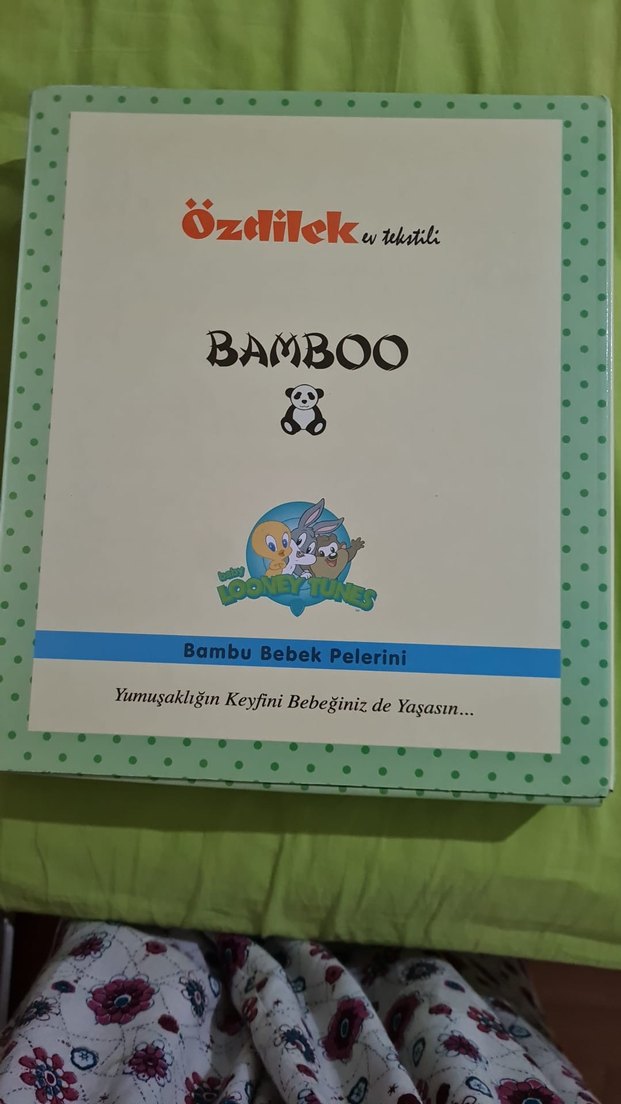 Özdilek ev tekstili
BAMBOO
baby
LOONEY TUNES
Bambu Bebek Pelerini
Yumuşaklığın Keyfini Bebeğiniz de Yaşasın...